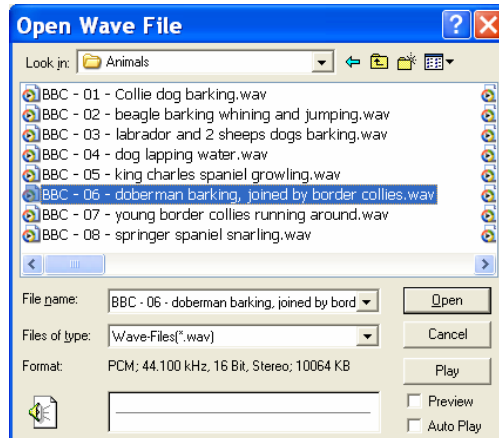 Open Wave File
Look in: Animals
BBC - 01 - Collie dog barking.wav
BBC - 02 - beagle barking whining and jumping.wav
BBC - 03 - labrador and 2 sheeps dogs barking.wav
BBC - 04 - dog lapping water.wav
BBC - 05 - king charles spaniel growling.wav
BBC - 06 - doberman barking, joined by border collies.wav
BBC - 07 - young border collies running around.wav
BBC - 08 - springer spaniel snarling.wav
File name: BBC - 06 - doberman barking, joined by bord Open
Files of type: Wave-Files(*.wav) Cancel
Format: PCM; 44.100 kHz, 16 Bit, Stereo; 10064 KB Play
Preview
Auto Play